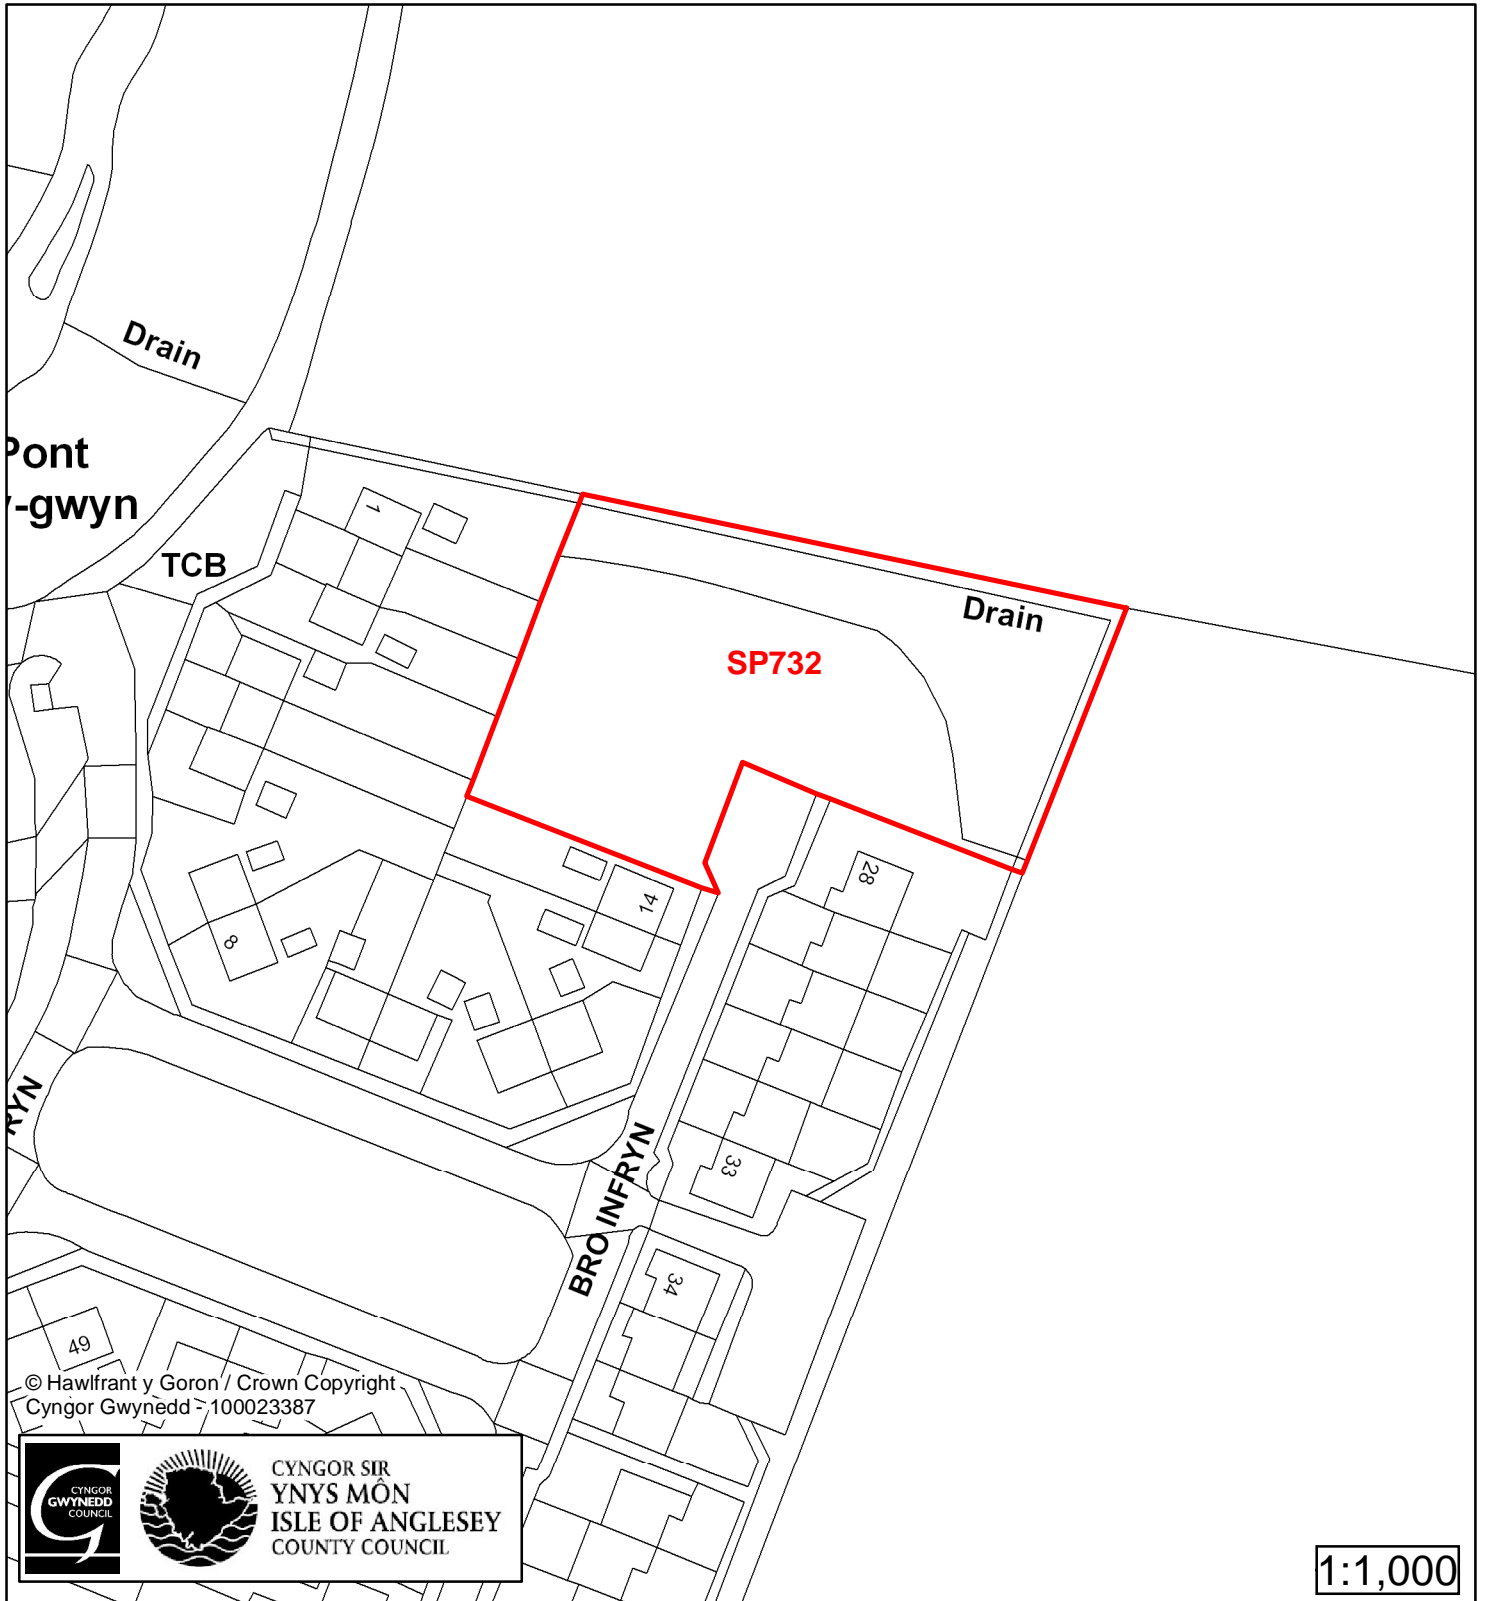 Drain
Pont
y-gwyn
1
TCB
Drain
SP732
28
14
8
RYN
BRO INFRYN
33
34
49
© Hawlfrant y Goron / Crown Copyright
Cyngor Gwynedd - 100023387
CYNGOR
GWYNEDD
COUNCIL
CYNGOR SIR
YNYS MÔN
ISLE OF ANGLESEY
COUNTY COUNCIL
1:1,000